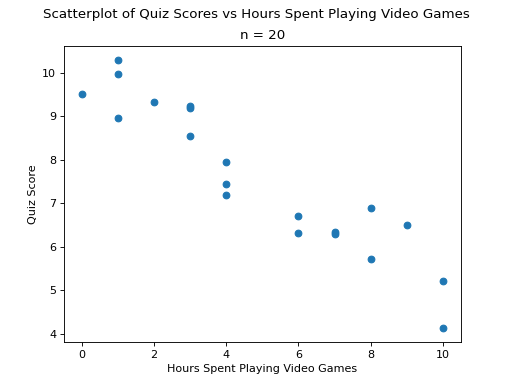 Scatterplot of Quiz Scores vs Hours Spent Playing Video Games
n = 20
10
9
8
7
6
5
4
Quiz Score
0 2 4 6 8 10
Hours Spent Playing Video Games